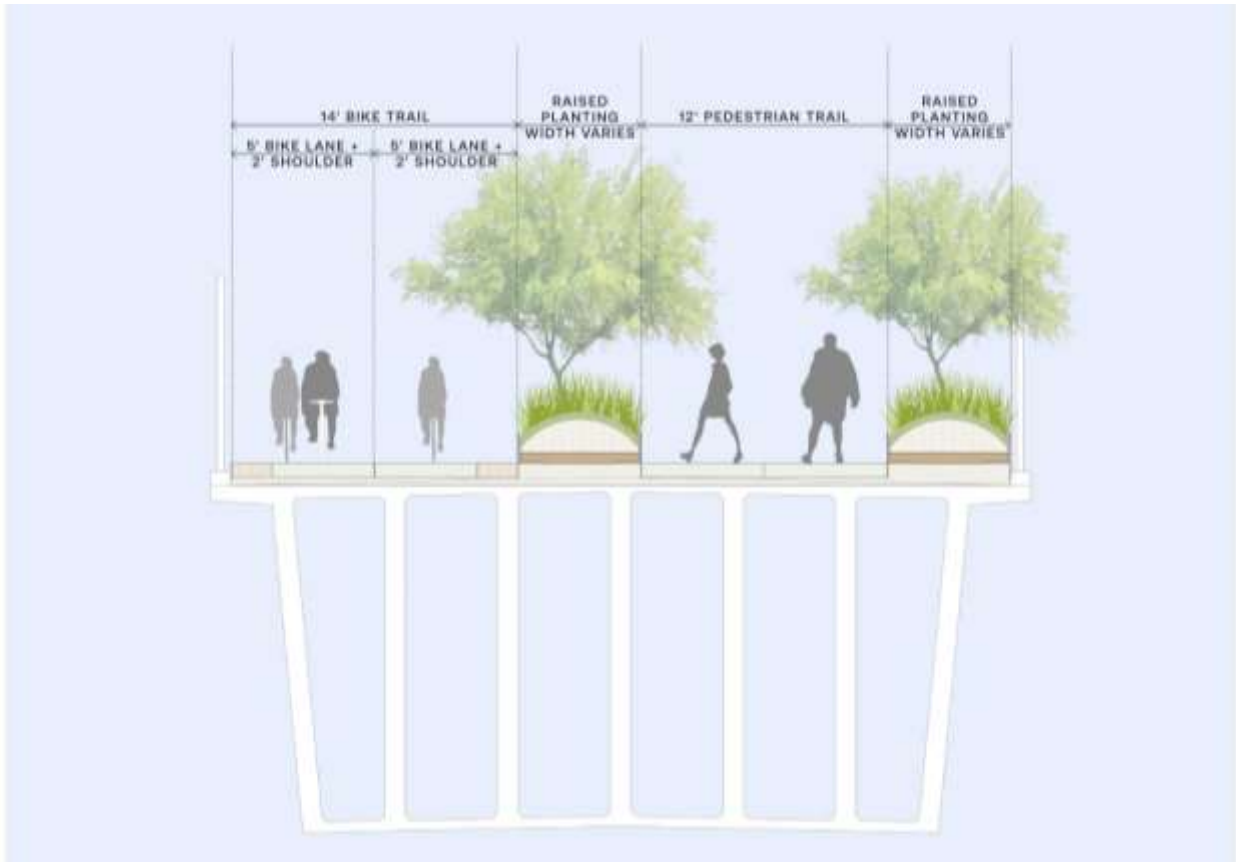 14' BIKE TRAIL
RAISED
PLANTING
WIDTH VARIES
12' PEDESTRIAN TRAIL
RAISED
PLANTING
WIDTH VARIES
5' BIKE LANE +
2' SHOULDER
5' BIKE LANE +
2' SHOULDER